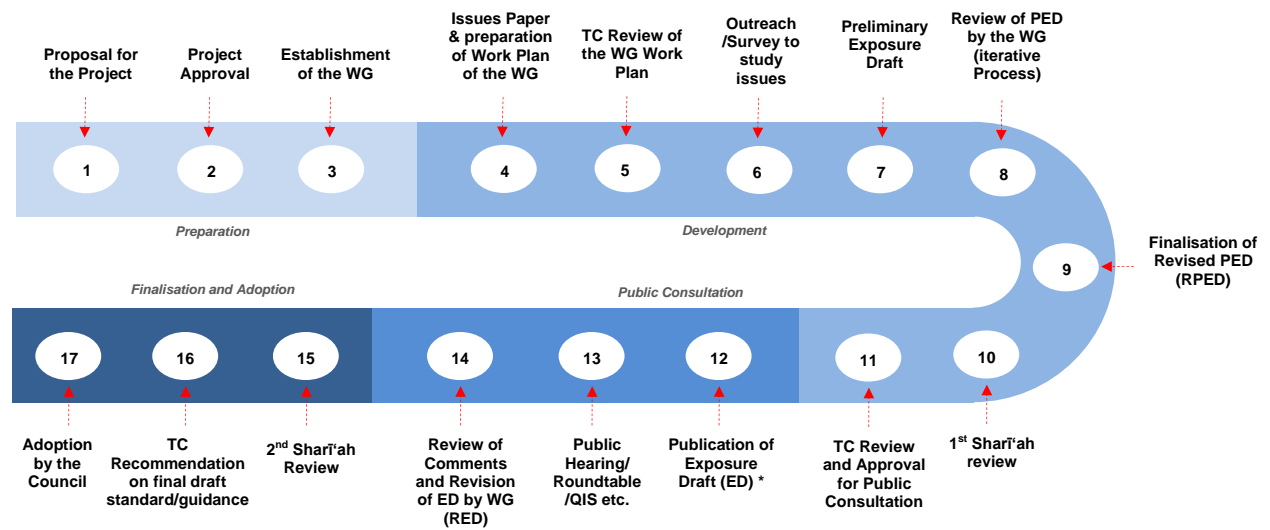 Proposal for
the Project
Project
Approval
Establishment
of the WG
Issues Paper
& preparation
of Work Plan
of the WG
TC Review of
the WG Work
Plan
Outreach
/Survey to
study
issues
Preliminary
Exposure
Draft
Review of PED
by the WG
(iterative
Process)
1
2
3
4
5
6
7
8
Preparation
Development
9
Finalisation of
Revised PED
(RPED)
Finalisation and Adoption
Public Consultation
17
16
15
14
13
12
11
10
Adoption
by the
Council
TC
Recommendation
on final draft
standard/guidance
2nd Sharī‘ah
Review
Review of
Comments
and Revision
of ED by WG
(RED)
Public
Hearing/
Roundtable
/QIS etc.
Publication of
Exposure
Draft (ED) *
TC Review
and Approval
for Public
Consultation
1st Sharī‘ah
review